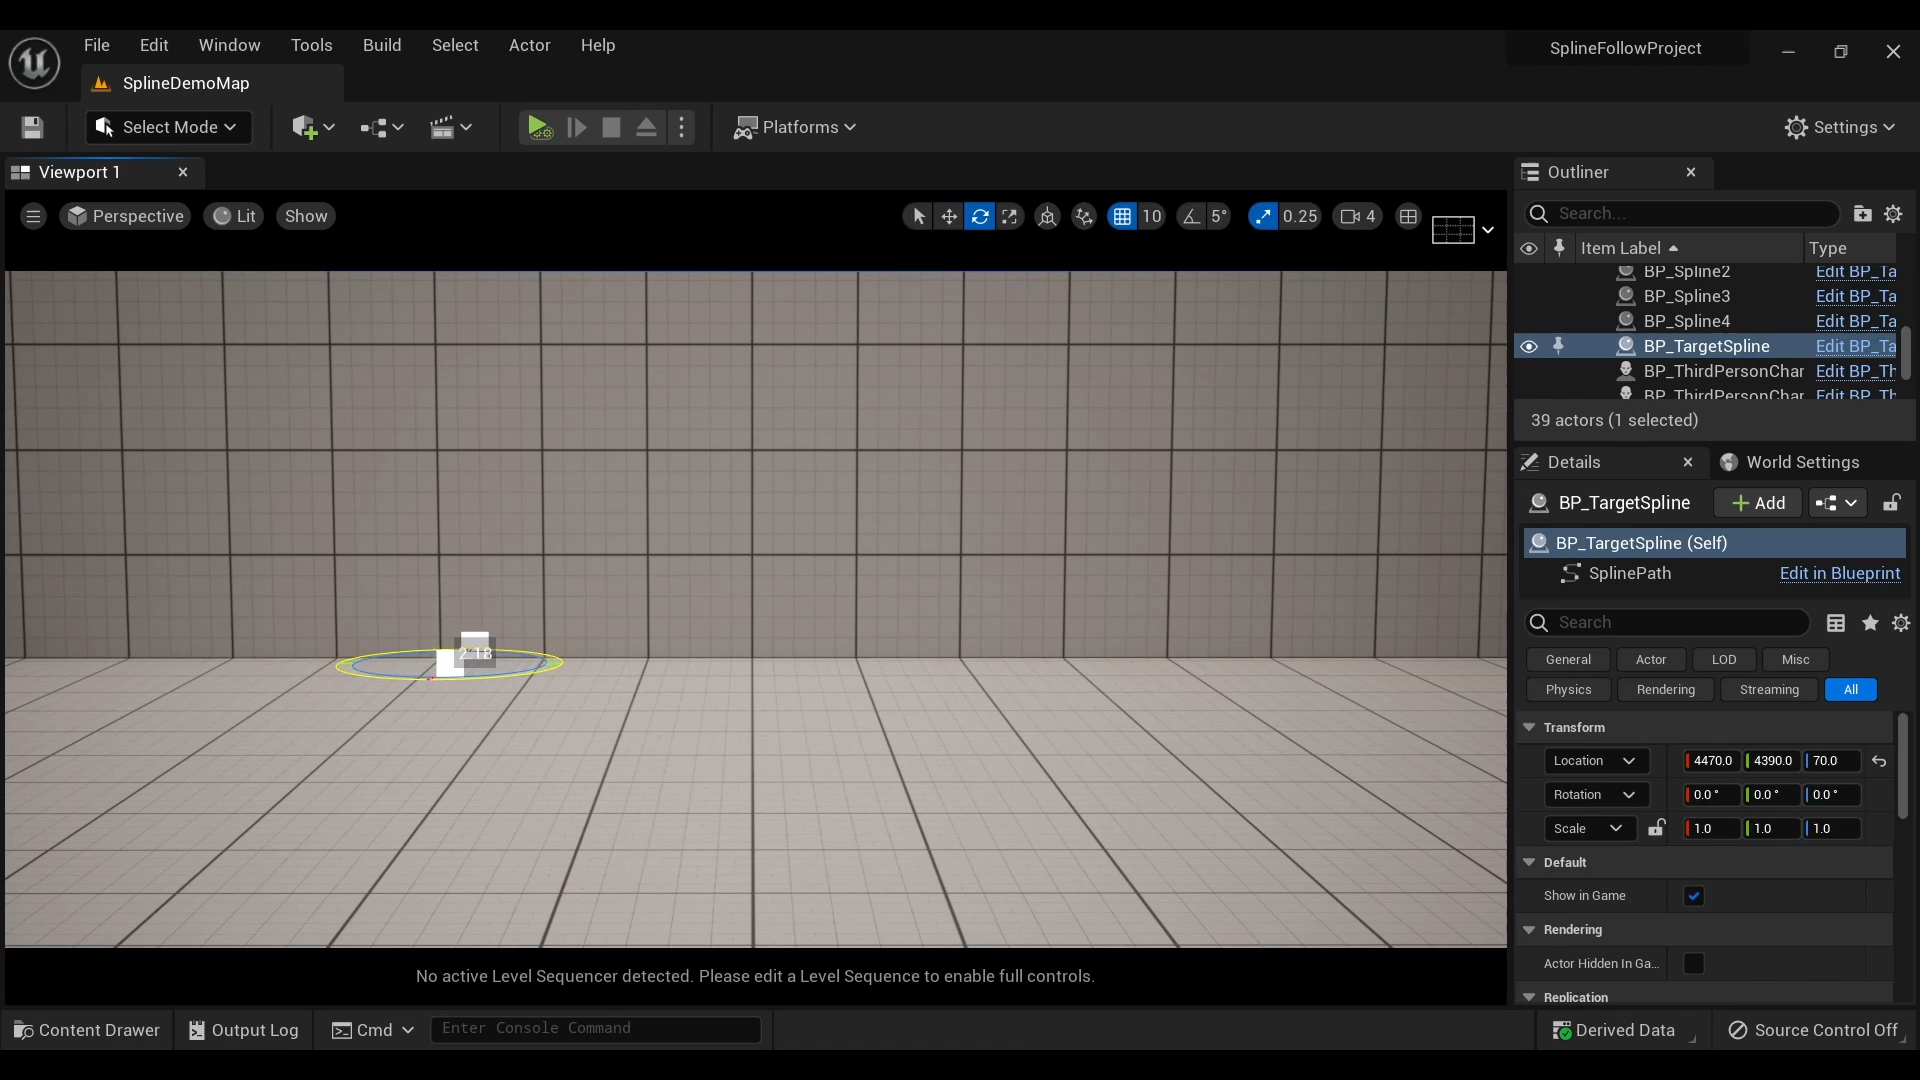 File Edit Window Tools Build Select Actor Help
SplineFollowProject
SplineDemoMap
Select Mode
Platforms
Settings
Viewport 1
Perspective Lit Show
10 5° 0.25 4
2.18
No active Level Sequencer detected. Please edit a Level Sequence to enable full controls.
Outliner
Search...
Item Label Type
BP_Spline2 Edit BP_Ta
BP_Spline3 Edit BP_Ta
BP_Spline4 Edit BP_Ta
BP_TargetSpline Edit BP_Ta
BP_ThirdPersonChar Edit BP_Th
BP_ThirdPersonChar Edit BP_Th
39 actors (1 selected)
Details World Settings
BP_TargetSpline Add
BP_TargetSpline (Self)
SplinePath Edit in Blueprint
Search
General Actor LOD Misc
Physics Rendering Streaming All
Transform
Location 4470.0 4390.0 70.0
Rotation 0.0 ° 0.0 ° 0.0 °
Scale 1.0 1.0 1.0
Default
Show in Game
Rendering
Actor Hidden In Ga...
Replication
Content Drawer Output Log Cmd Enter Console Command Derived Data Source Control Off